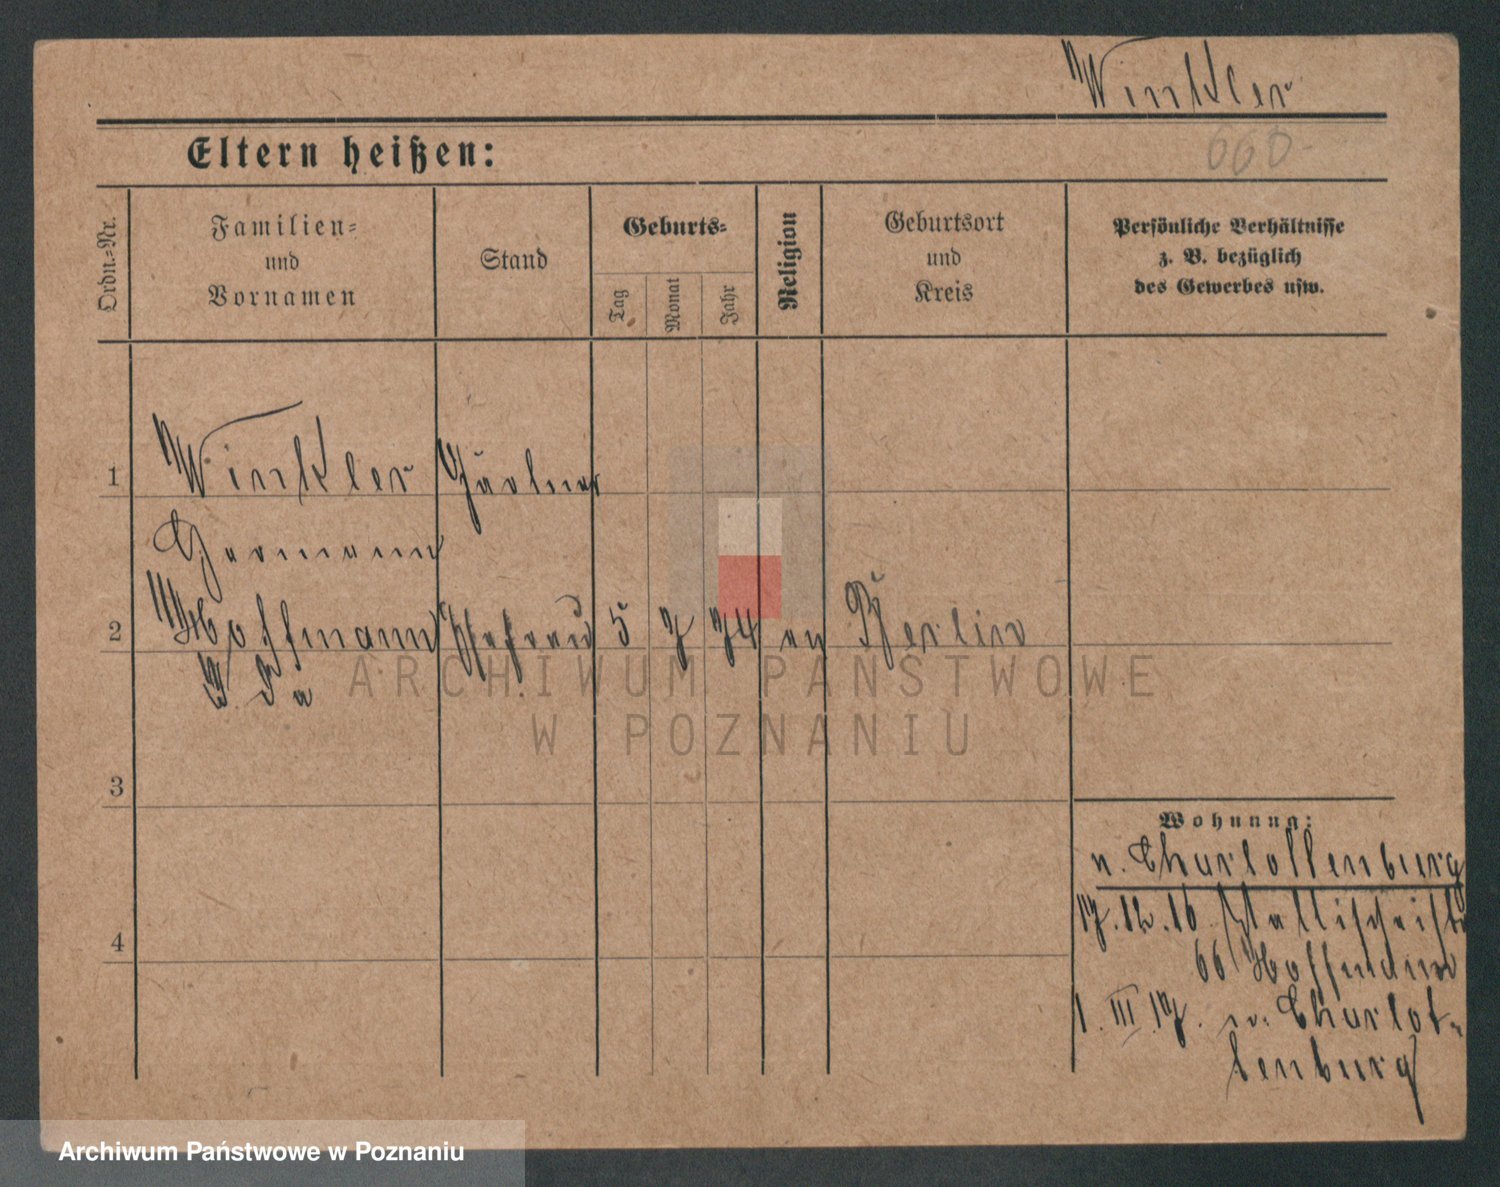 Winkler
660-
Eltern heißen:
Ordn.-Nr.
Familien-
und
Vornamen
Stand
Geburts-
Tag
Monat
Jahr
Religion
Geburtsort
und
Kreis
Persönliche Verhältnisse
z. B. bezüglich
des Gewerbes usw.
1 Winkler Gärtner
Hermann
2 Hoffmann Ehefrau 5 7 74 ev Berlin
ARCHIWUM PAŃSTWOWE
W POZNANIU
3
Wohnung:
n. Charlottenburg
17.12.16
66 / Hoffmann
4
1. III. 17. n. Charlot-
tenburg
Archiwum Państwowe w Poznaniu